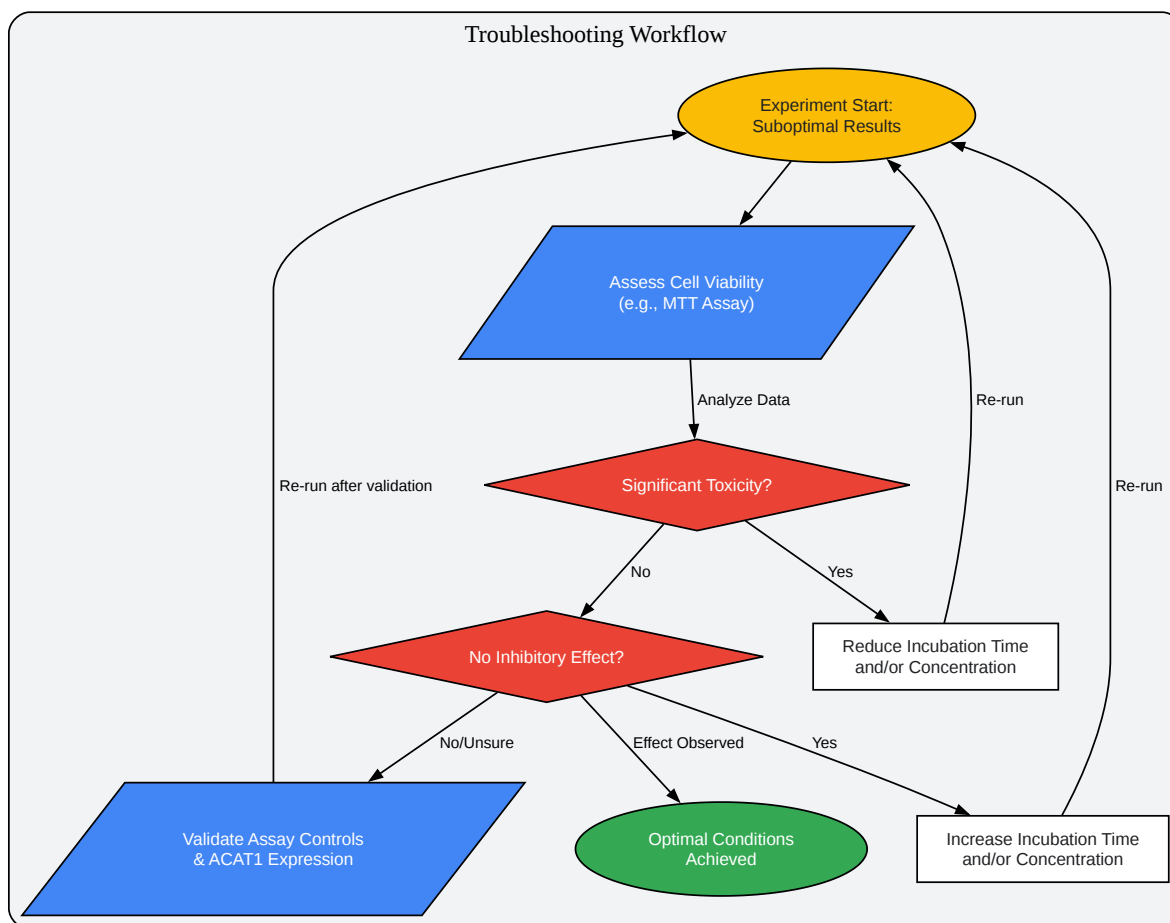 Troubleshooting Workflow
Experiment Start:
Suboptimal Results
Assess Cell Viability
(e.g., MTT Assay)
Analyze Data
Re-run
Re-run after validation
Significant Toxicity?
Re-run
No
Yes
Reduce Incubation Time
and/or Concentration
No Inhibitory Effect?
No/Unsure
Effect Observed
Yes
Validate Assay Controls
& ACAT1 Expression
Optimal Conditions
Achieved
Increase Incubation Time
and/or Concentration